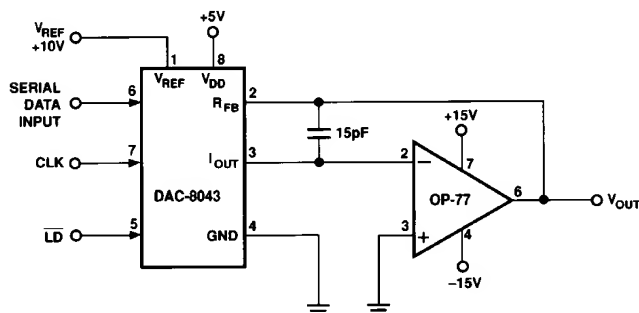 VREF
+10V
+5V
1
8
VREF
VDD
SERIAL
DATA
INPUT
6
RFB
2
15pF
+15V
7
CLK
7
IOUT
3
2
−
DAC-8043
OP-77
6
VOUT
LD
5
GND
4
3
+
4
−15V